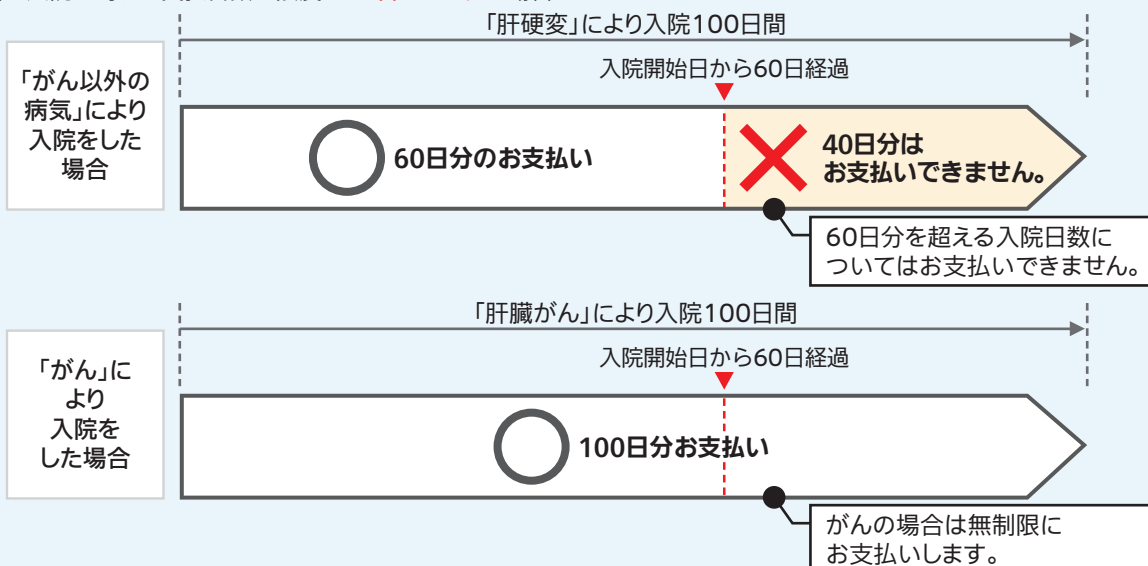 「肝硬変」により入院100日間
入院開始日から60日経過
「がん以外の
病気」により
入院をした
場合
60日分のお支払い
40日分は
お支払いできません。
60日分を超える入院日数に
ついてはお支払いできません。
「肝臓がん」により入院100日間
入院開始日から60日経過
「がん」に
より
入院を
した場合
100日分お支払い
がんの場合は無制限に
お支払いします。